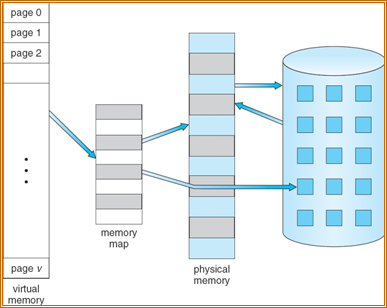 page 0
page 1
page 2
page v
virtual
memory
memory
map
physical
memory